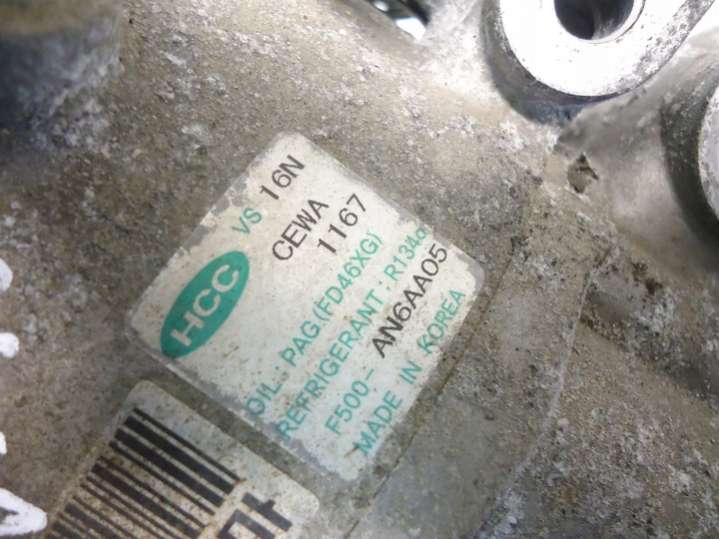 HCC VS 16N
CEWA
1167
OIL: PAG.(FD46XG)
REFRIGERANT: R134a
F500- AN6AA05
MADE IN KOREA